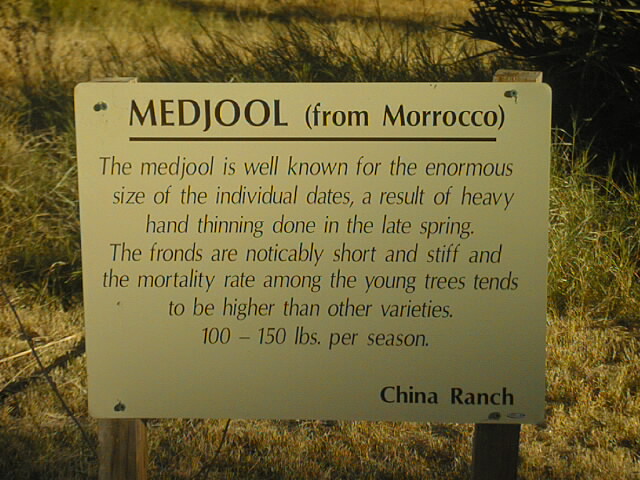 MEDJOOL (from Morrocco)
The medjool is well known for the enormous
size of the individual dates, a result of heavy
hand thinning done in the late spring.
The fronds are noticably short and stiff and
the mortality rate among the young trees tends
to be higher than other varieties.
100 – 150 lbs. per season.
China Ranch